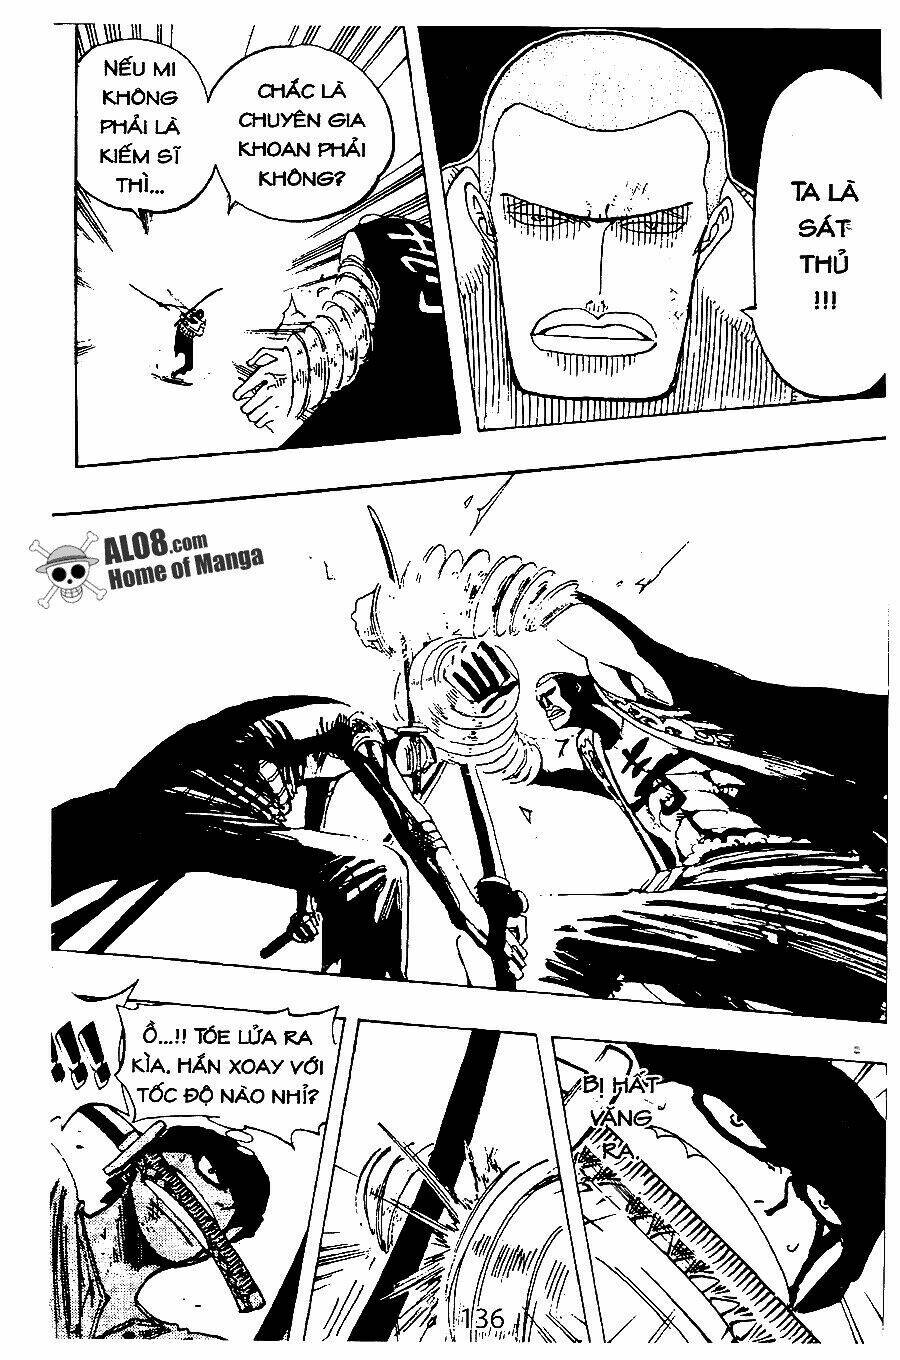 NẾU MI
KHÔNG
PHẢI LÀ
KIẾM SĨ
THÌ...
CHẮC LÀ
CHUYÊN GIA
KHOAN PHẢI
KHÔNG?
TA LÀ
SÁT
THỦ
!!!
AL08.com
Home of Manga
!!!
Ồ...!! TÓE LỬA RA
KÌA. HẮN XOAY VỚI
TỐC ĐỘ NÀO NHỈ?
BỊ HẤT
VĂNG
RA.
136